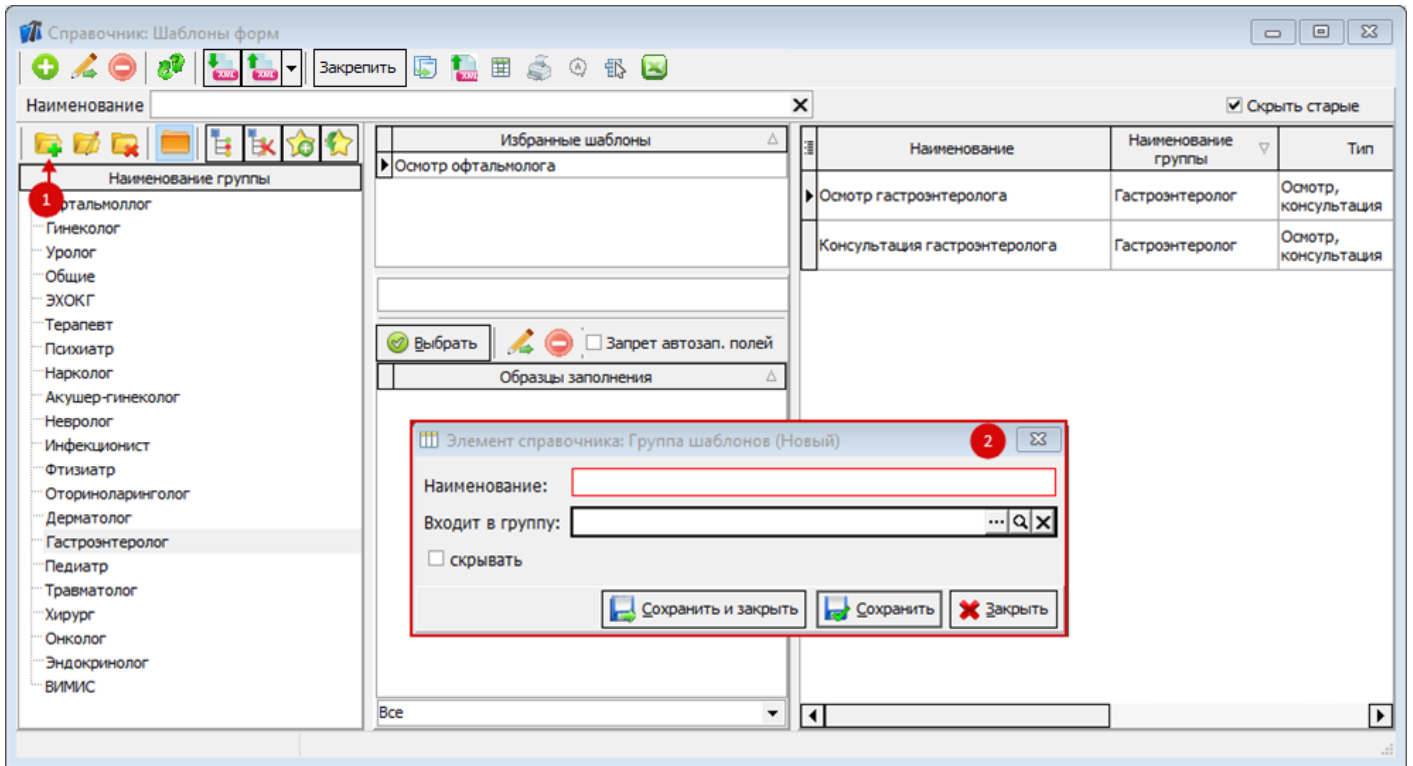 Справочник: Шаблоны форм
XML XML Закрепить XML
Наименование
Скрыть старые
Наименование группы
1
фтальмоллог
Гинеколог
Уролог
Общие
ЭХОКГ
Терапевт
Психиатр
Нарколог
Акушер-гинеколог
Невролог
Инфекционист
Фтизиатр
Оториноларинголог
Дерматолог
Гастроэнтеролог
Педиатр
Травматолог
Хирург
Онколог
Эндокринолог
ВИМИС
Избранные шаблоны
Осмотр офтальмолога
Выбрать Запрет автозап. полей
Образцы заполнения
Все
Наименование Наименование группы Тип
Осмотр гастроэнтеролога Гастроэнтеролог Осмотр,
консультация
Консультация гастроэнтеролога Гастроэнтеролог Осмотр,
консультация
Элемент справочника: Группа шаблонов (Новый) 2
Наименование:
Входит в группу: ...
скрывать
Сохранить и закрыть Сохранить Закрыть